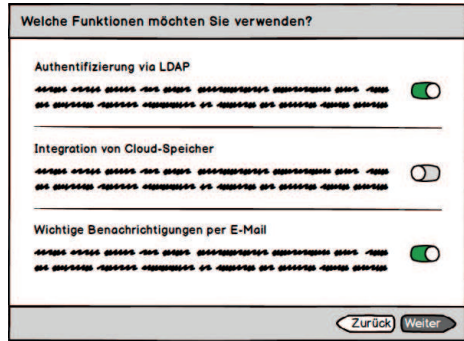 Welche Funktionen möchten Sie verwenden?
Authentifizierung via LDAP
Integration von Cloud-Speicher
Wichtige Benachrichtigungen per E-Mail
Zurück Weiter